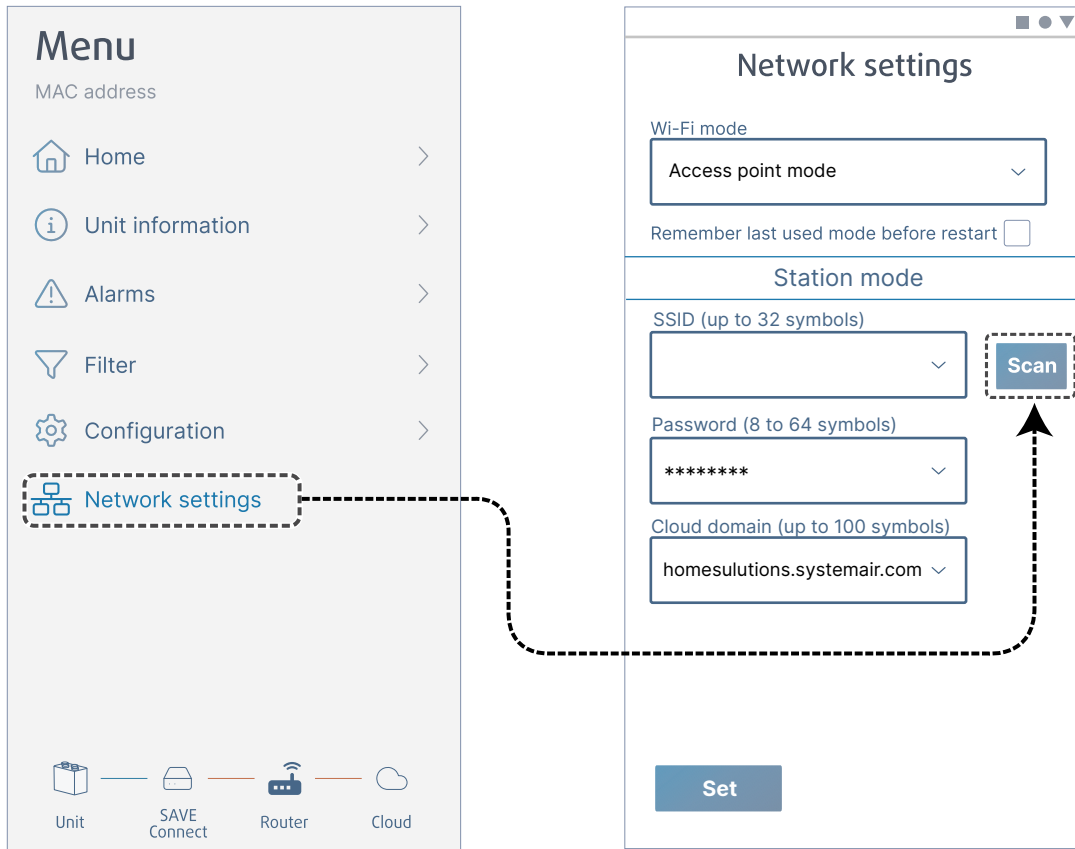 Menu
MAC address
Home
Unit information
Alarms
Filter
Configuration
Network settings
Unit
SAVE
Connect
Router
Cloud
Network settings
Wi-Fi mode
Access point mode
Remember last used mode before restart
Station mode
SSID (up to 32 symbols)
Scan
Password (8 to 64 symbols)
********
Cloud domain (up to 100 symbols)
homesulutions.systemair.com
Set